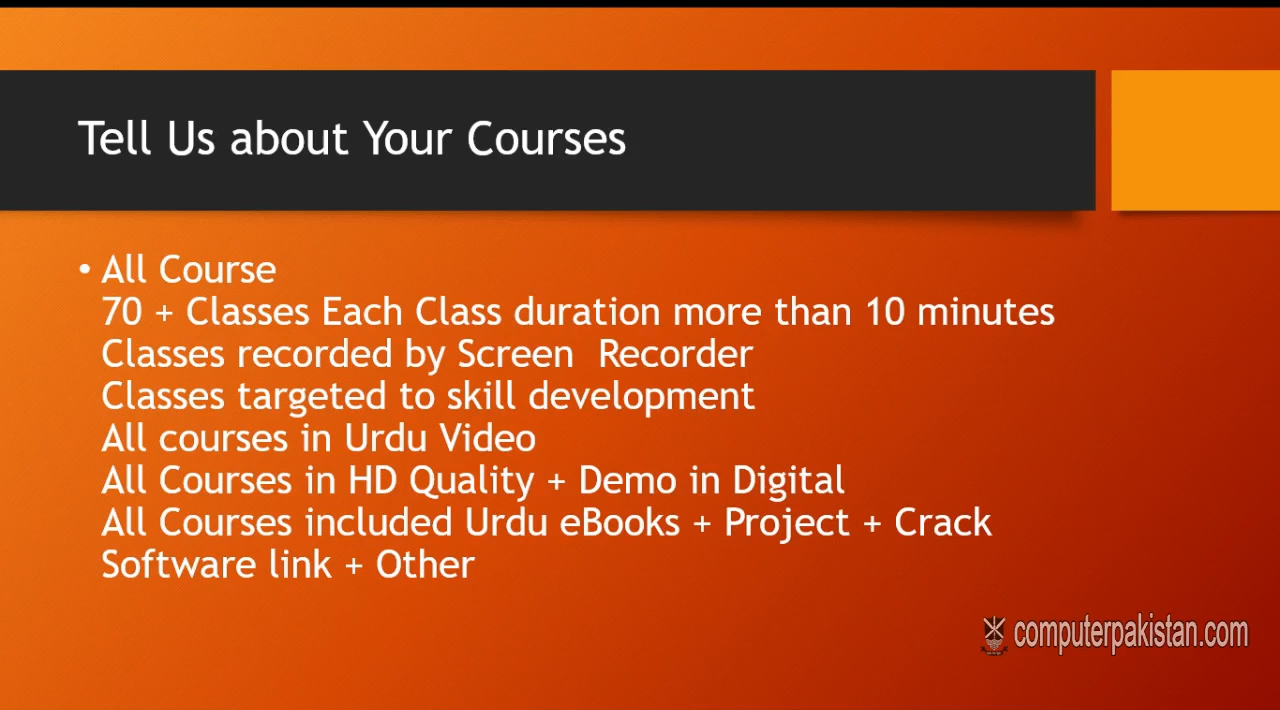 Tell Us about Your Courses
• All Course
70 + Classes Each Class duration more than 10 minutes
Classes recorded by Screen  Recorder
Classes targeted to skill development
All courses in Urdu Video
All Courses in HD Quality + Demo in Digital
All Courses included Urdu eBooks + Project + Crack
Software link + Other
computerpakistan.com